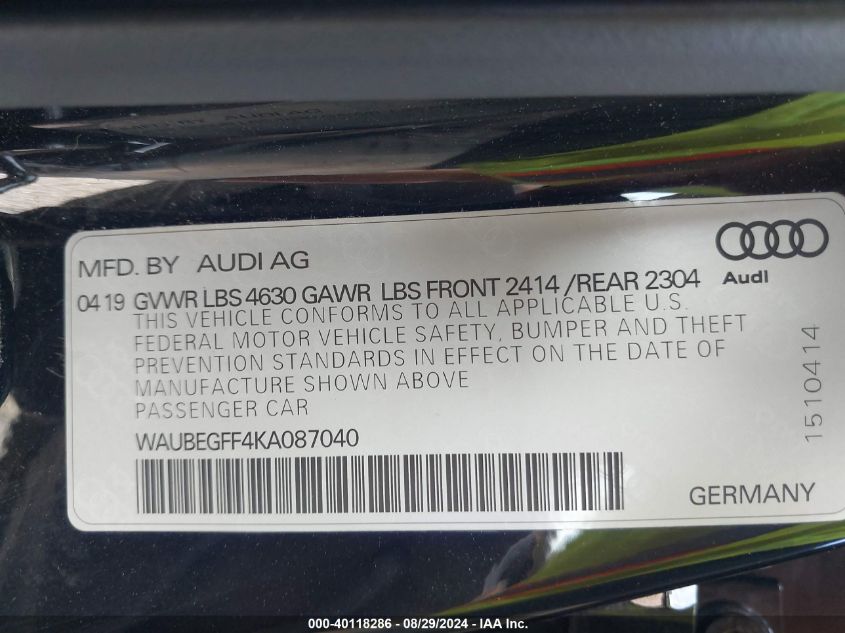 MFD. BY AUDI AG
Audi
04 19 GVWR LBS 4630 GAWR LBS FRONT 2414 /REAR 2304
THIS VEHICLE CONFORMS TO ALL APPLICABLE U.S.
FEDERAL MOTOR VEHICLE SAFETY, BUMPER AND THEFT
PREVENTION STANDARDS IN EFFECT ON THE DATE OF
MANUFACTURE SHOWN ABOVE
PASSENGER CAR
WAUBEGFF4KA087040
1510414
GERMANY
000-40118286 - 08/29/2024 - IAA Inc.